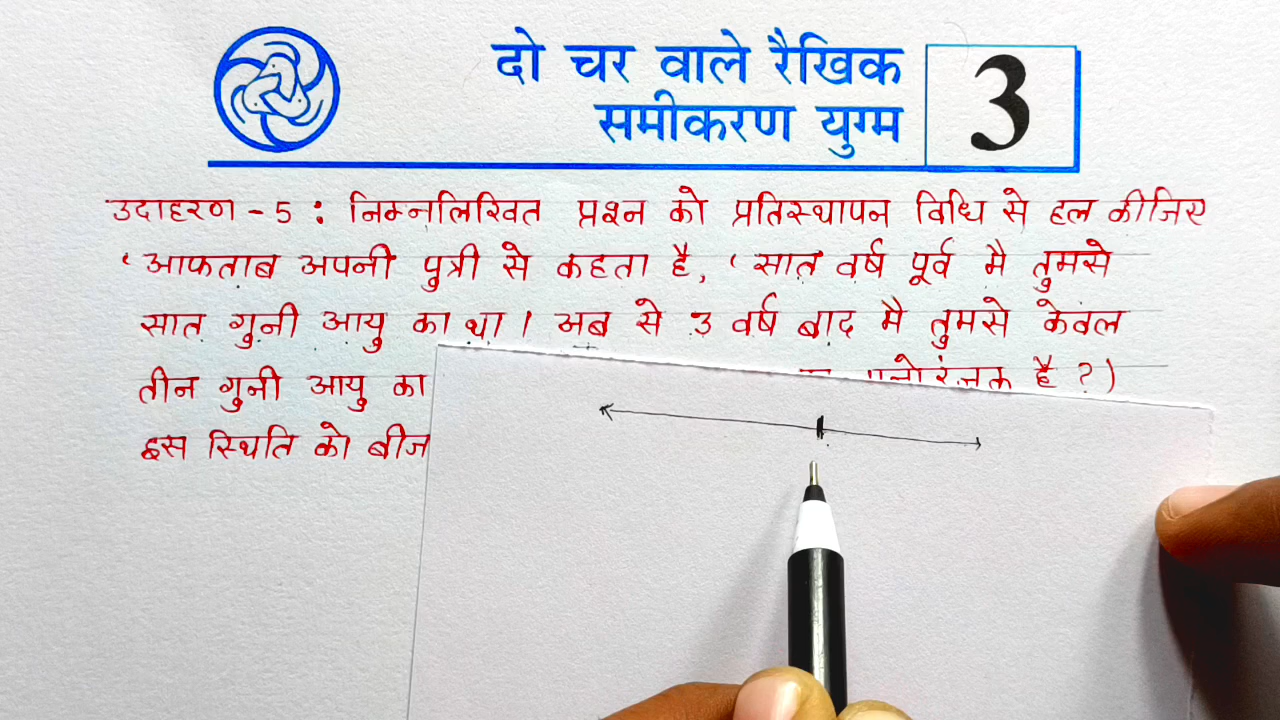 दो चर वाले रैखिक
समीकरण युग्म
3
उदाहरण - 5 : निम्नलिखित प्रश्न को प्रतिस्थापन विधि से हल कीजिए
‘आफताब अपनी पुत्री से कहता है, ‘सात वर्ष पूर्व मै तुमसे
सात गुनी आयु का था । अब से 3 वर्ष बाद मै तुमसे केवल
तीन गुनी आयु का है ?)
इस स्थिति को बीज